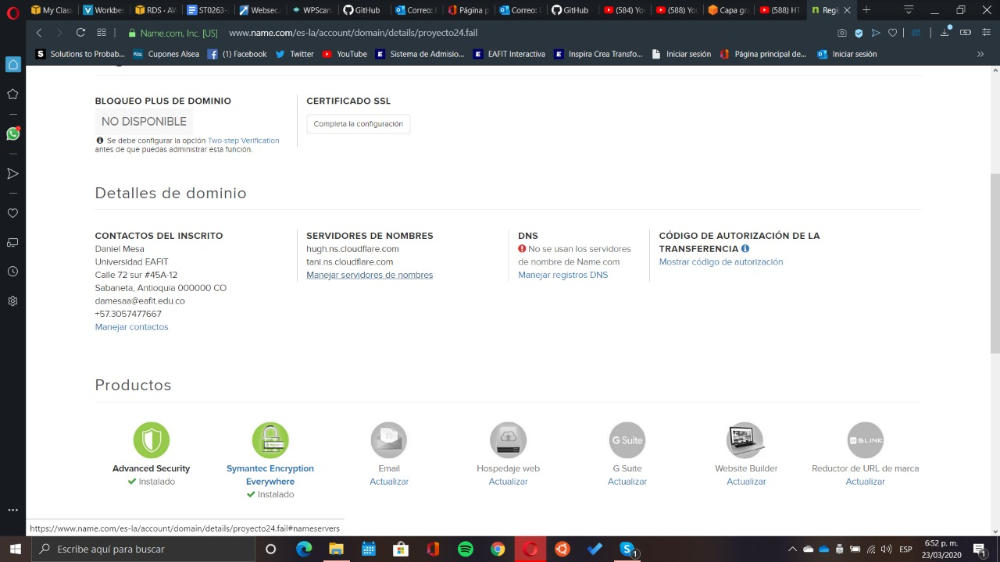 My Class
Workber
RDS - AW
ST0263-
Websec
WPScan
GitHub
Correo: D
Página p
Correo: D
GitHub
(584) Yo
(588) Yo
Capa gr
(588) HT
Regi
Name.com, Inc. [US]
www.name.com/es-la/account/domain/details/proyecto24.fail
Solutions to Probab...
Cupones Alsea
(1) Facebook
Twitter
YouTube
Sistema de Admisio...
EAFIT Interactiva
Inspira Crea Transfo...
Iniciar sesión
Página principal de...
Iniciar sesión
BLOQUEO PLUS DE DOMINIO
NO DISPONIBLE
Se debe configurar la opción Two-step Verification
antes de que puedas administrar esta función.
CERTIFICADO SSL
Completa la configuración
Detalles de dominio
CONTACTOS DEL INSCRITO
Daniel Mesa
Universidad EAFIT
Calle 72 sur #45A-12
Sabaneta, Antioquia 000000 CO
damesaa@eafit.edu.co
+57.3057477667
Manejar contactos
SERVIDORES DE NOMBRES
hugh.ns.cloudflare.com
tani.ns.cloudflare.com
Manejar servidores de nombres
DNS
No se usan los servidores
de nombre de Name.com
Manejar registros DNS
CÓDIGO DE AUTORIZACIÓN DE LA
TRANSFERENCIA
Mostrar código de autorización
Productos
Advanced Security
Instalado
Symantec Encryption
Everywhere
Instalado
Email
Actualizar
Hospedaje web
Actualizar
G Suite
G Suite
Actualizar
Website Builder
Actualizar
BL.INK
Reductor de URL de marca
Actualizar
https://www.name.com/es-la/account/domain/details/proyecto24.fail#nameservers
Escribe aquí para buscar
1
ESP
6:52 p. m.
23/03/2020
1